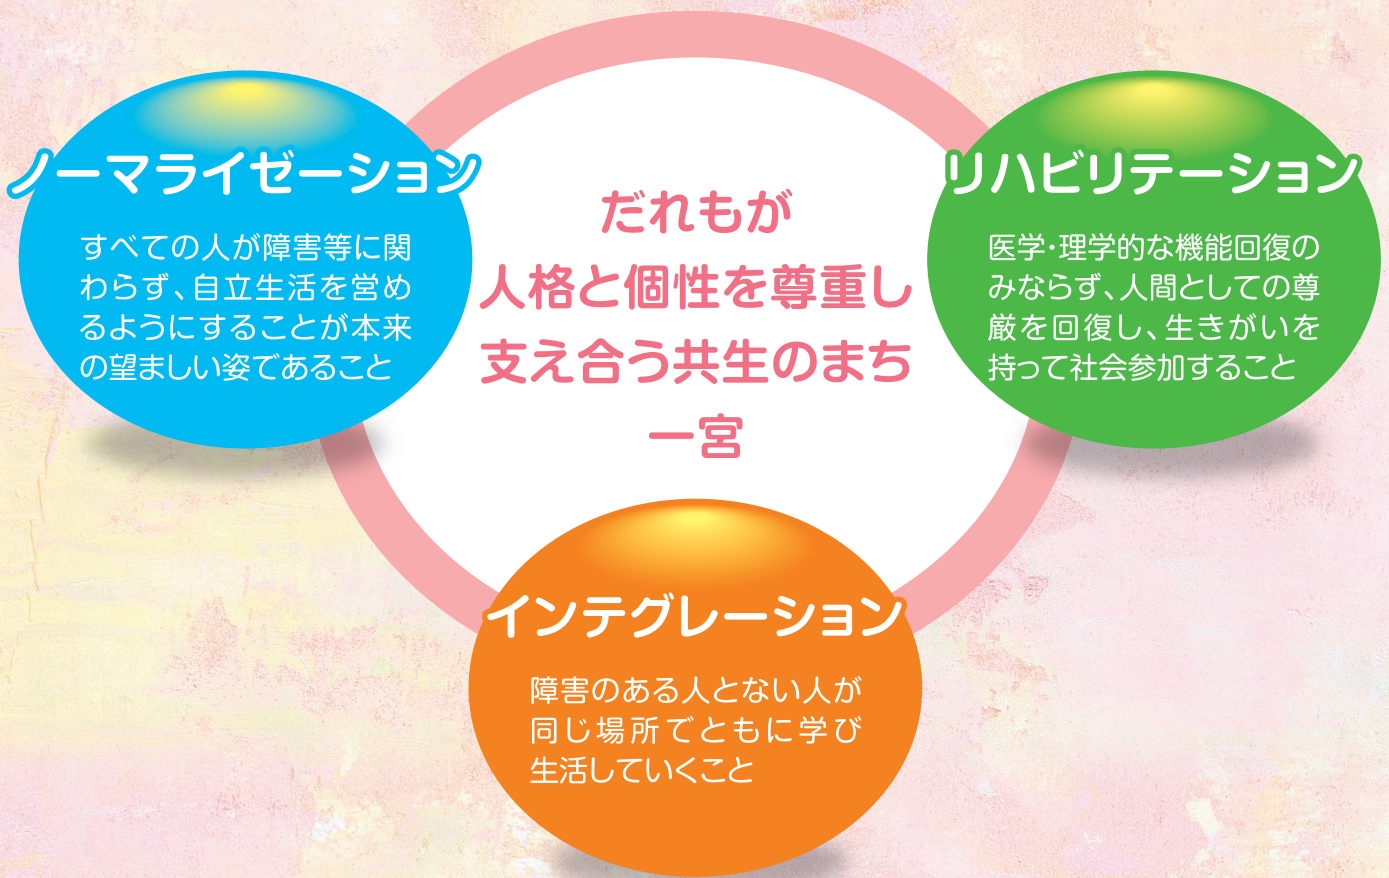 ノーマライゼーション
すべての人が障害等に関
わらず、自立生活を営め
るようにすることが本来
の望ましい姿であること
だれもが
人格と個性を尊重し
支え合う共生のまち
一宮
リハビリテーション
医学・理学的な機能回復の
みならず、人間としての尊
厳を回復し、生きがいを
持って社会参加すること
インテグレーション
障害のある人とない人が
同じ場所でともに学び
生活していくこと